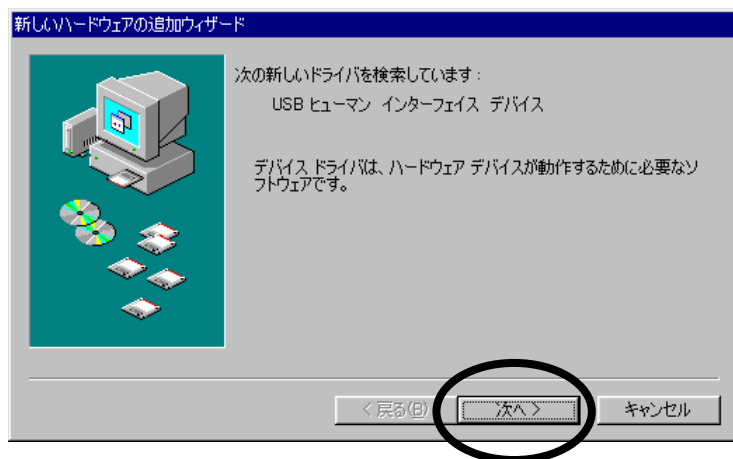 新しいハードウェアの追加ウィザード
次の新しいドライバを検索しています:
USB ヒューマン インターフェイス デバイス
デバイス ドライバは、ハードウェア デバイスが動作するために必要なソ
フトウェアです。
< 戻る(B) 次へ > キャンセル